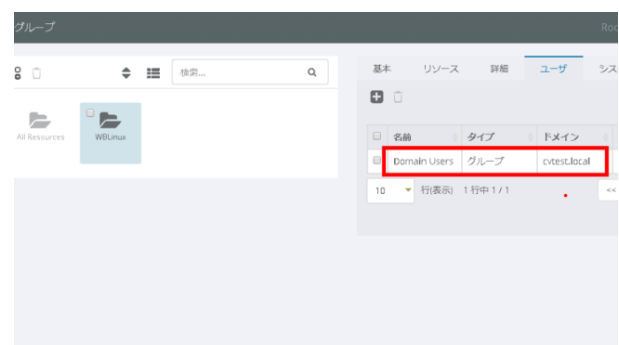 グループ
Roo
検索...
基本 リソース 詳細 ユーザ シス
All Resources WBLinux
名前 タイプ ドメイン
Domain Users グループ cvtest.local
10 行(表示) 1 行中 1 / 1 <<